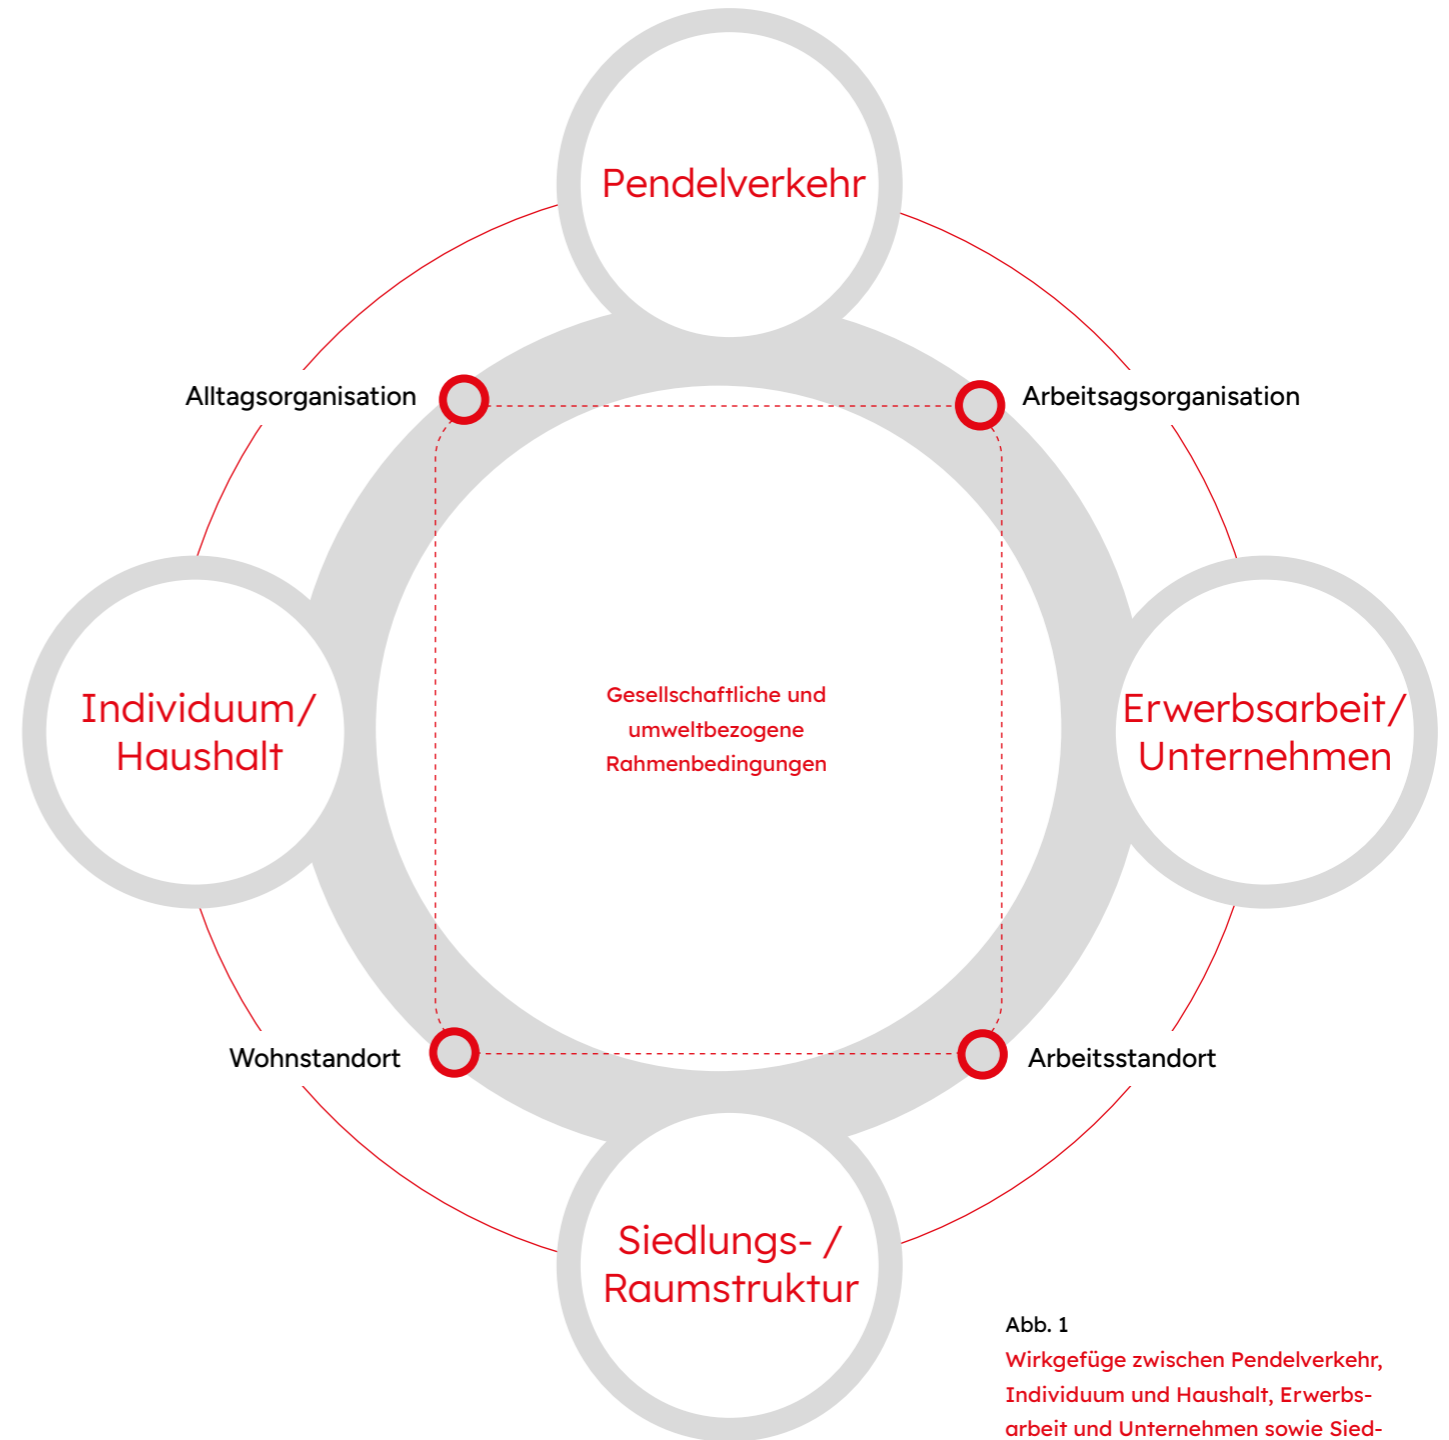 Pendelverkehr
Alltagsorganisation
Arbeitsagsorganisation
Individuum/
Haushalt
Gesellschaftliche und
umweltbezogene
Rahmenbedingungen
Erwerbsarbeit/
Unternehmen
Wohnstandort
Arbeitsstandort
Siedlungs- /
Raumstruktur
Abb. 1
Wirkgefüge zwischen Pendelverkehr,
Individuum und Haushalt, Erwerbs-
arbeit und Unternehmen sowie Sied-